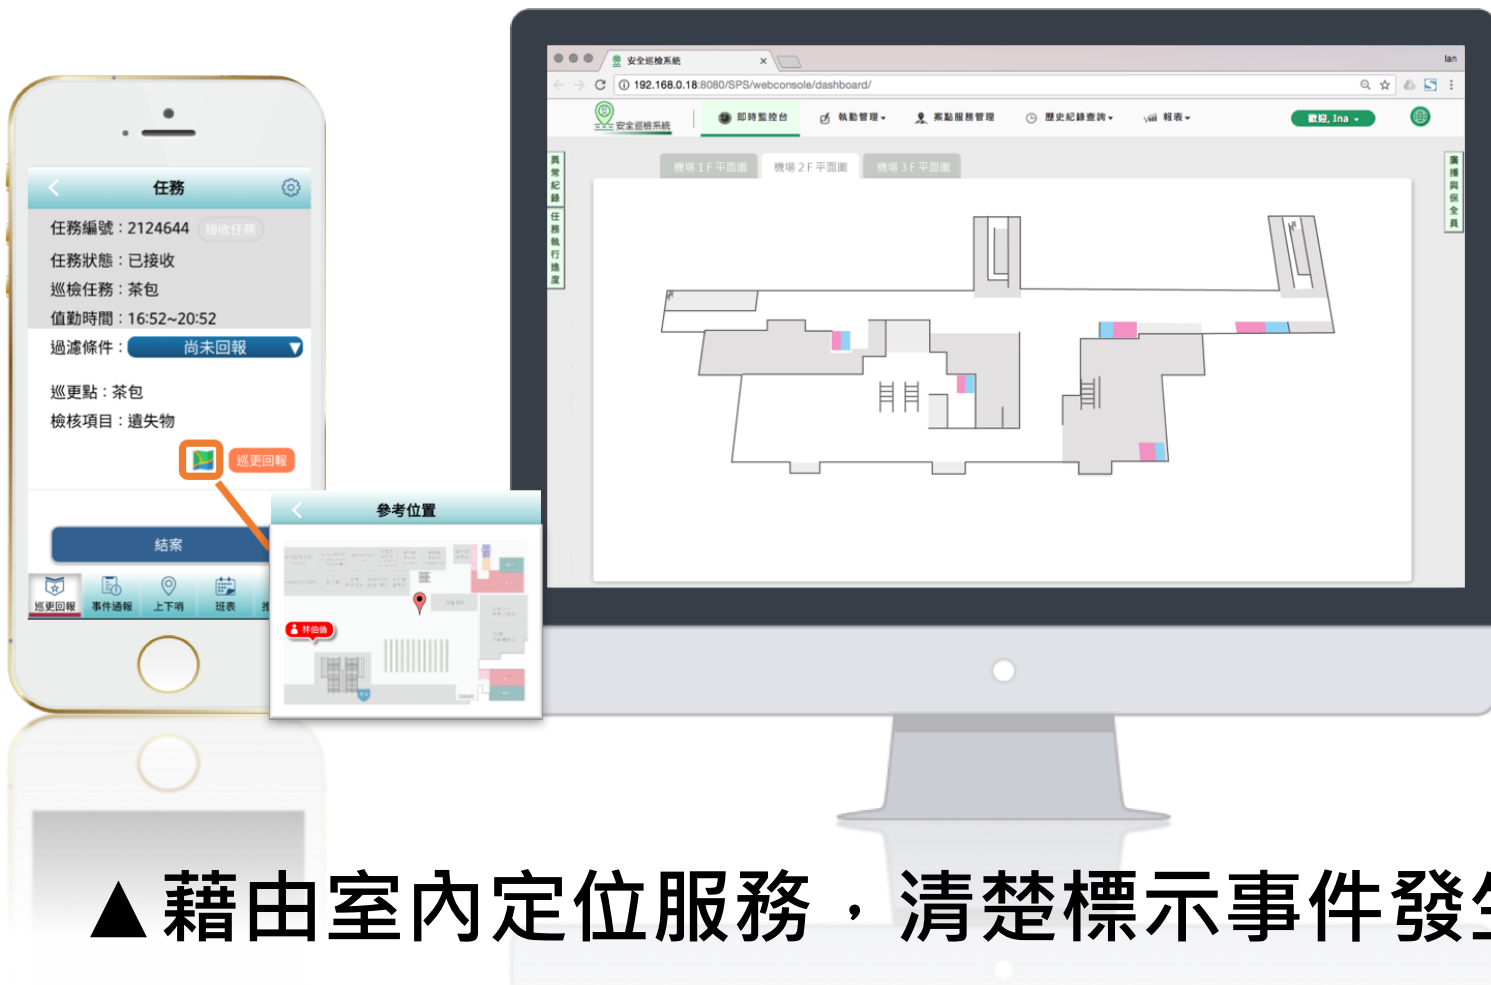 任務
任務編號：2124644 接收任務
任務狀態：已接收
巡檢任務：茶包
值勤時間：16:52~20:52
過濾條件： 尚未回報
巡更點：茶包
檢核項目：遺失物
巡更回報
結案
巡更回報 事件通報 上下哨 班表
參考位置
安全巡檢系統
Ian
192.168.0.18:8080/SPS/webconsole/dashboard/
安全巡檢系統 即時監控台 執勤管理 案點服務管理 歷史紀錄查詢 報表 歡迎, Ina
機場1F平面圖 機場2F平面圖 機場3F平面圖
異常紀錄
任務執行進度
廣播與保全員
▲藉由室內定位服務，清楚標示事件發